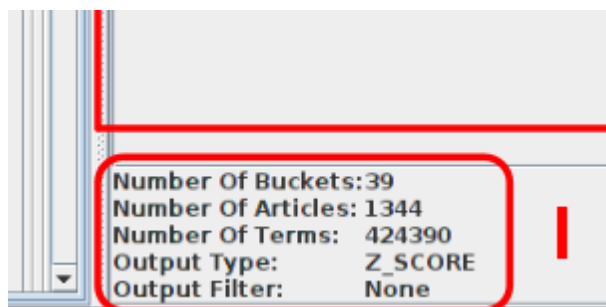 Number Of Buckets:39
Number Of Articles: 1344
Number Of Terms: 424390
Output Type: Z_SCORE
Output Filter: None
I